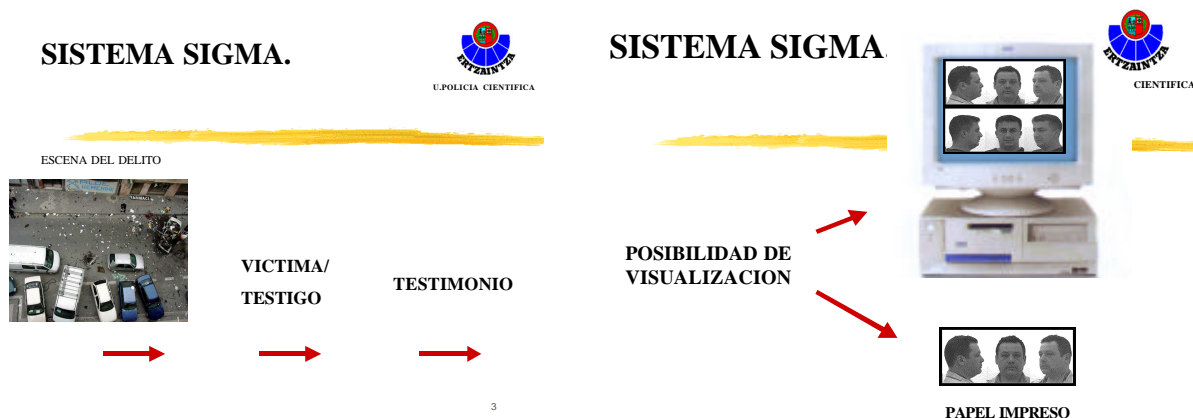 SISTEMA SIGMA.
ERTZAINTZA
U.POLICIA CIENTIFICA
ESCENA DEL DELITO
VICTIMA/
TESTIGO
TESTIMONIO
3
SISTEMA SIGMA.
ERTZAINTZA
CIENTIFICA
POSIBILIDAD DE
VISUALIZACION
PAPEL IMPRESO